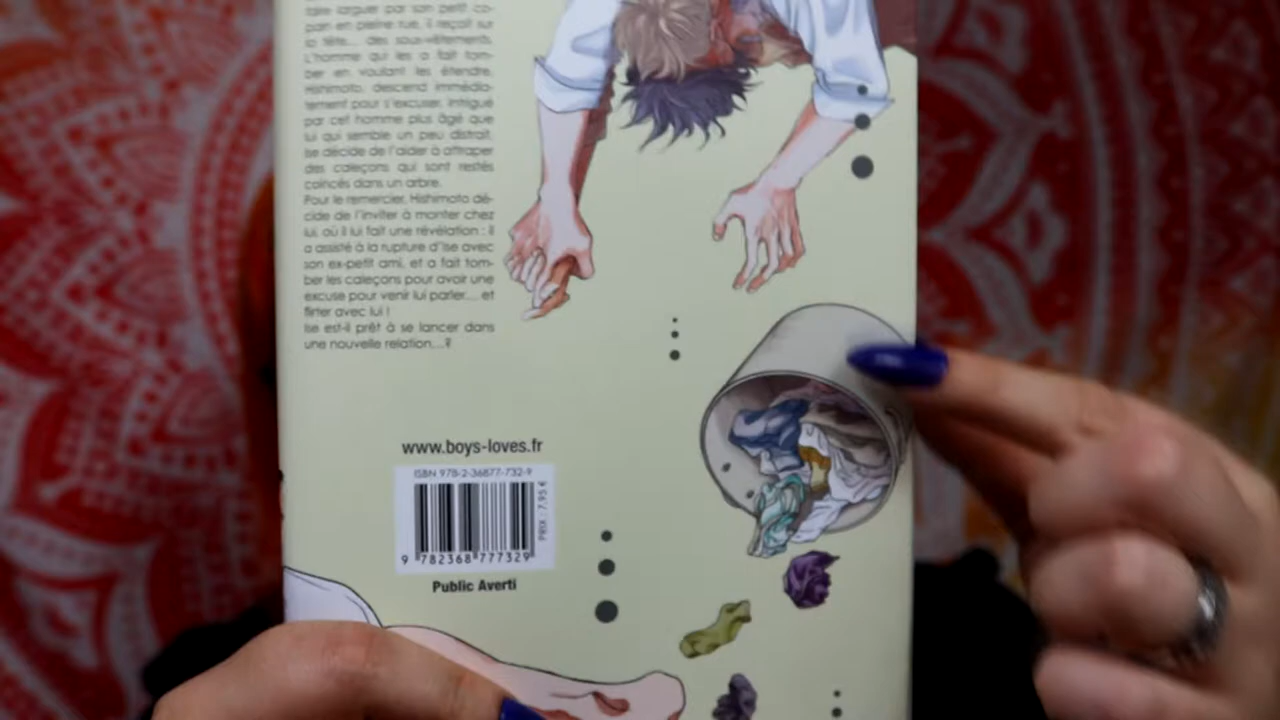 faire larguer par son petit co-
pain en pleine rue, il reçoit sur
la tête... des sous-vêtements.
L'homme qui les a fait tom-
ber en voulant les étendre,
Hishimoto, descend immédia-
tement pour s'excuser. Intrigué
par cet homme plus âgé que
lui qui semble un peu distrait,
Ise décide de l'aider à attraper
des caleçons qui sont restés
coincés dans un arbre.
Pour le remercier, Hishimoto dé-
cide de l'inviter à monter chez
lui, où il lui fait une révélation : il
a assisté à la rupture d'Ise avec
son ex-petit ami, et a fait tom-
ber les caleçons pour avoir une
excuse pour venir lui parler... et
flirter avec lui !
Ise est-il prêt à se lancer dans
une nouvelle relation...?
www.boys-loves.fr
ISBN 978-2-36877-732-9
PRIX : 7,95 €
9 782368 777329
Public Averti